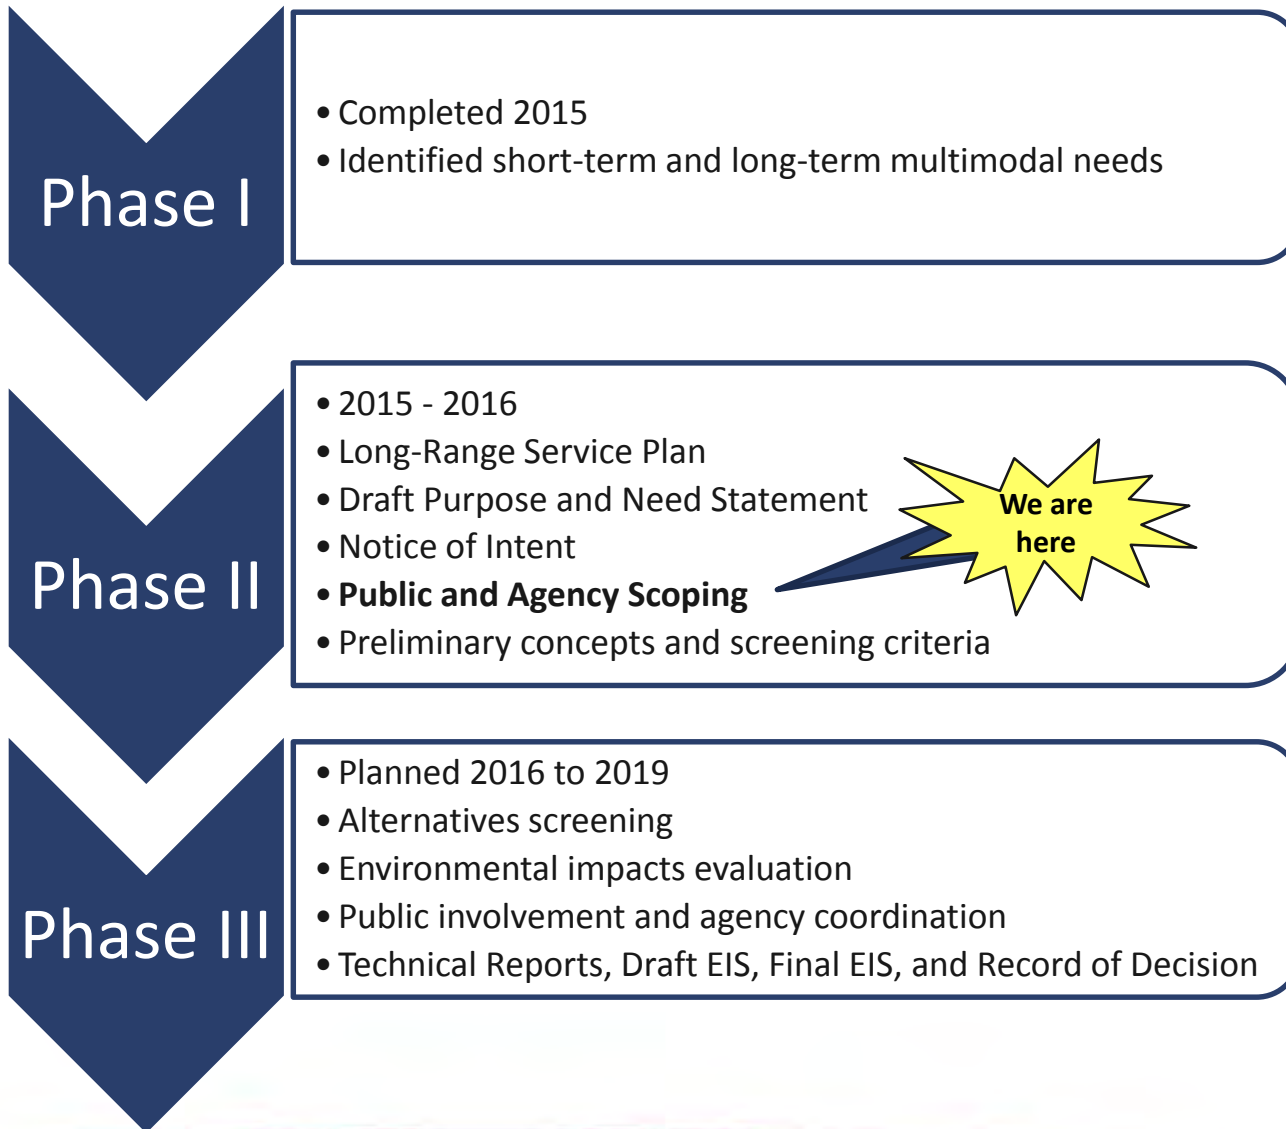 Phase I
• Completed 2015
• Identified short-term and long-term multimodal needs
Phase II
• 2015 - 2016
• Long-Range Service Plan
• Draft Purpose and Need Statement
• Notice of Intent
• Public and Agency Scoping
• Preliminary concepts and screening criteria
We are
here
Phase III
• Planned 2016 to 2019
• Alternatives screening
• Environmental impacts evaluation
• Public involvement and agency coordination
• Technical Reports, Draft EIS, Final EIS, and Record of Decision